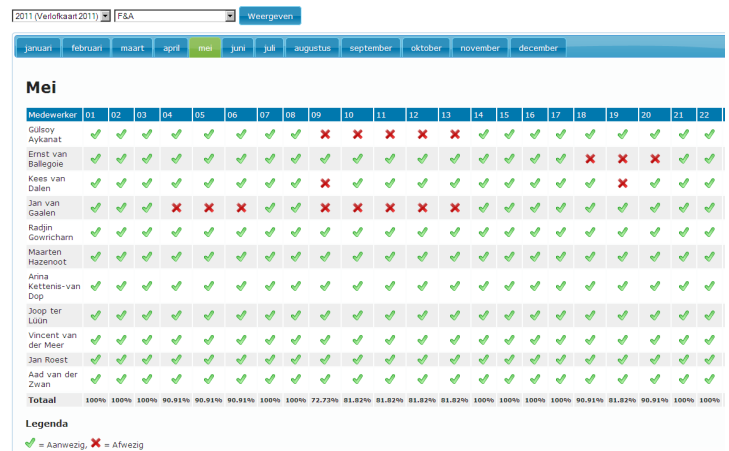 2011 (Verlofkaart 2011) F&A Weergeven
januari februari maart april mei juni juli augustus september oktober november december
Mei
Medewerker 01 02 03 04 05 06 07 08 09 10 11 12 13 14 15 16 17 18 19 20 21 22
Gülsoy
Aykanat
Ernst van
Ballegoie
Kees van
Dalen
Jan van
Gaalen
Radjin
Gowricharn
Maarten
Hazenoot
Arina
Kettenis-van
Dop
Joop ter
Lüün
Vincent van
der Meer
Jan Roest
Aad van der
Zwan
Totaal 100% 100% 100% 90.91% 90.91% 90.91% 100% 100% 72.73% 81.82% 81.82% 81.82% 81.82% 100% 100% 100% 100% 90.91% 81.82% 90.91% 100% 100%
Legenda
= Aanwezig, = Afwezig